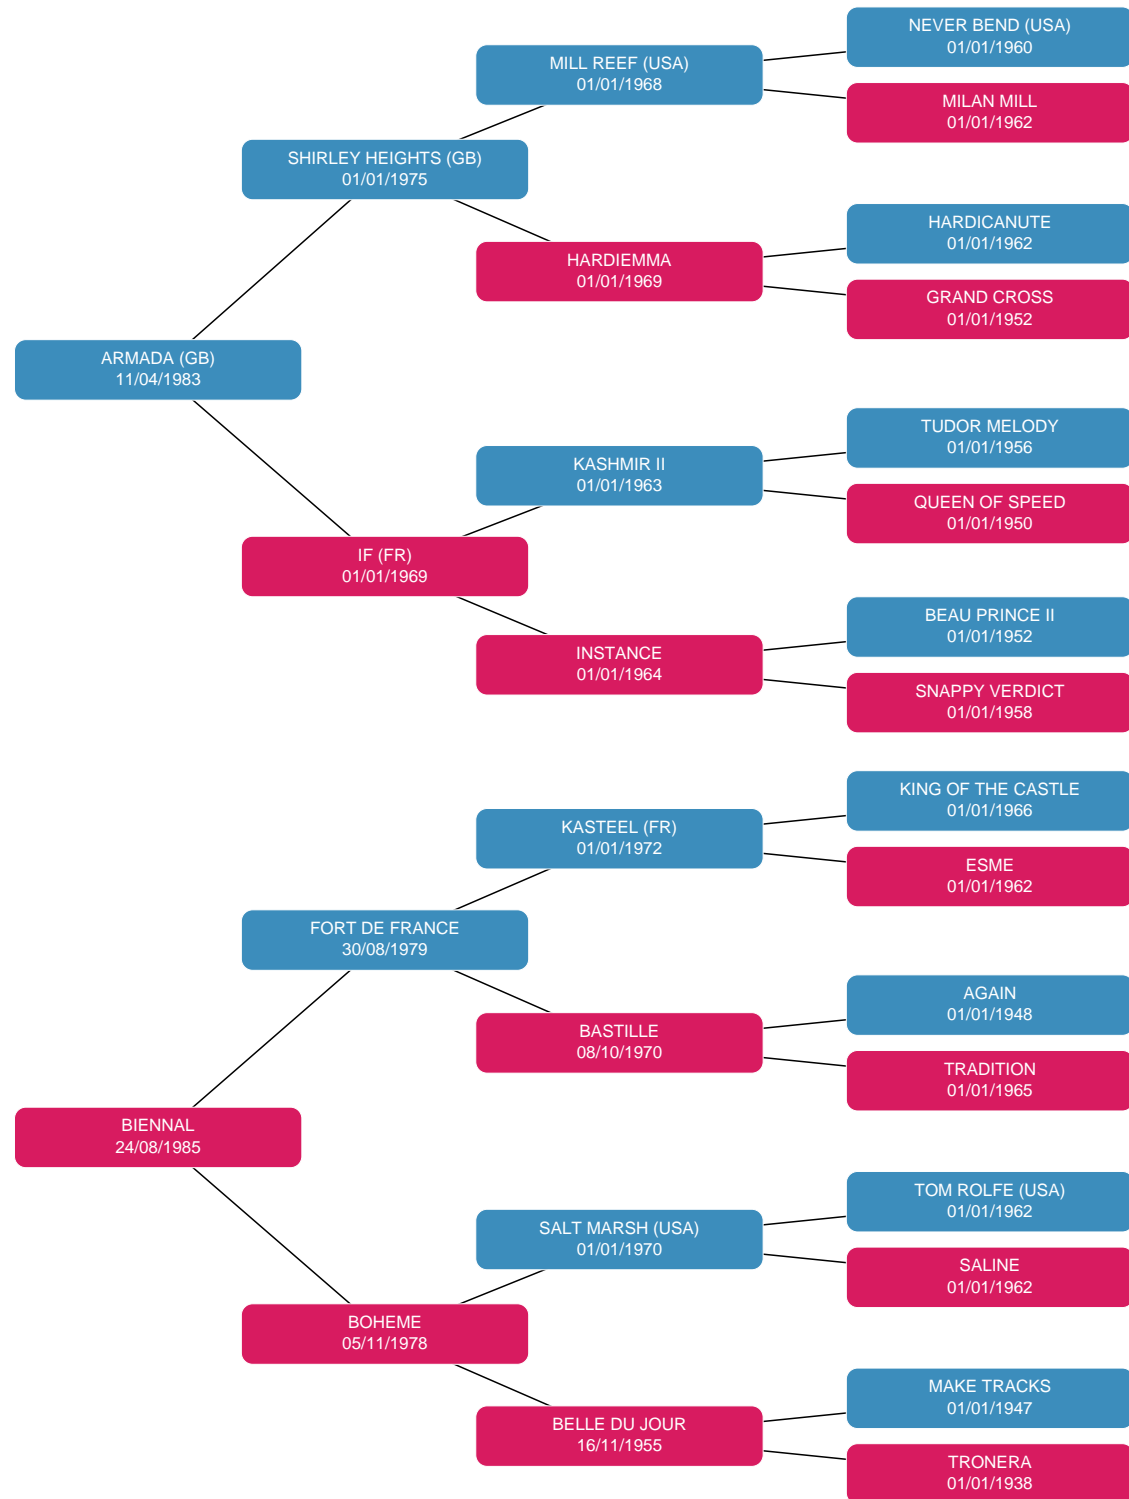 NEVER BEND (USA)
01/01/1960
MILL REEF (USA)
01/01/1968
MILAN MILL
01/01/1962
SHIRLEY HEIGHTS (GB)
01/01/1975
HARDICANUTE
01/01/1962
HARDIEMMA
01/01/1969
GRAND CROSS
01/01/1952
ARMADA (GB)
11/04/1983
TUDOR MELODY
01/01/1956
KASHMIR II
01/01/1963
QUEEN OF SPEED
01/01/1950
IF (FR)
01/01/1969
BEAU PRINCE II
01/01/1952
INSTANCE
01/01/1964
SNAPPY VERDICT
01/01/1958
KING OF THE CASTLE
01/01/1966
KASTEEL (FR)
01/01/1972
ESME
01/01/1962
FORT DE FRANCE
30/08/1979
AGAIN
01/01/1948
BASTILLE
08/10/1970
TRADITION
01/01/1965
BIENNAL
24/08/1985
TOM ROLFE (USA)
01/01/1962
SALT MARSH (USA)
01/01/1970
SALINE
01/01/1962
BOHEME
05/11/1978
MAKE TRACKS
01/01/1947
BELLE DU JOUR
16/11/1955
TRONERA
01/01/1938